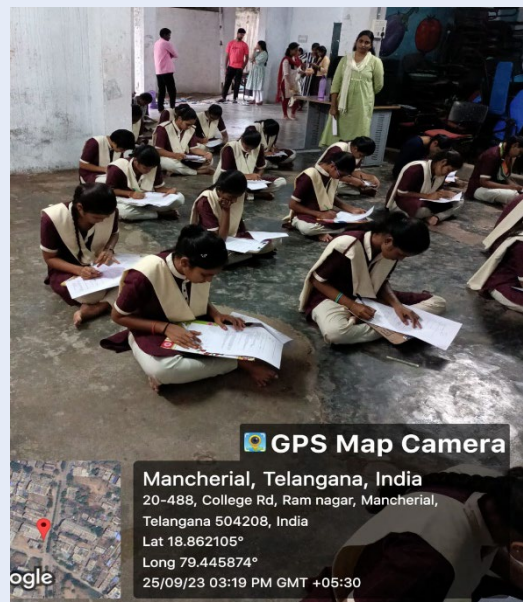 GPS Map Camera
Mancherial, Telangana, India
20-488, College Rd, Ram nagar, Mancherial,
Telangana 504208, India
Lat 18.862105°
Long 79.445874°
25/09/23 03:19 PM GMT +05:30
ogle